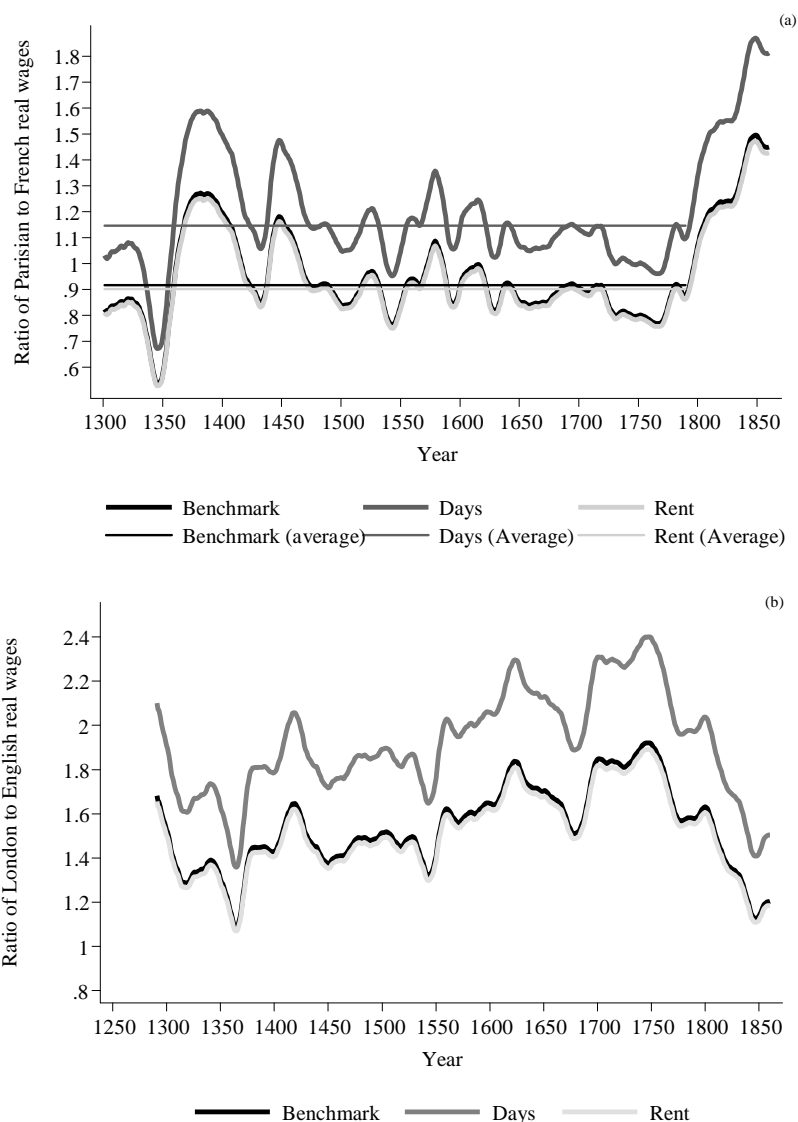 (a)
Ratio of Parisian to French real wages
1.8
1.7
1.6
1.5
1.4
1.3
1.2
1.1
1
.9
.8
.7
.6
1300 1350 1400 1450 1500 1550 1600 1650 1700 1750 1800 1850
Year
Benchmark Days Rent
Benchmark (average) Days (Average) Rent (Average)
(b)
Ratio of London to English real wages
2.4
2.2
2
1.8
1.6
1.4
1.2
1
.8
1250 1300 1350 1400 1450 1500 1550 1600 1650 1700 1750 1800 1850
Year
Benchmark Days Rent